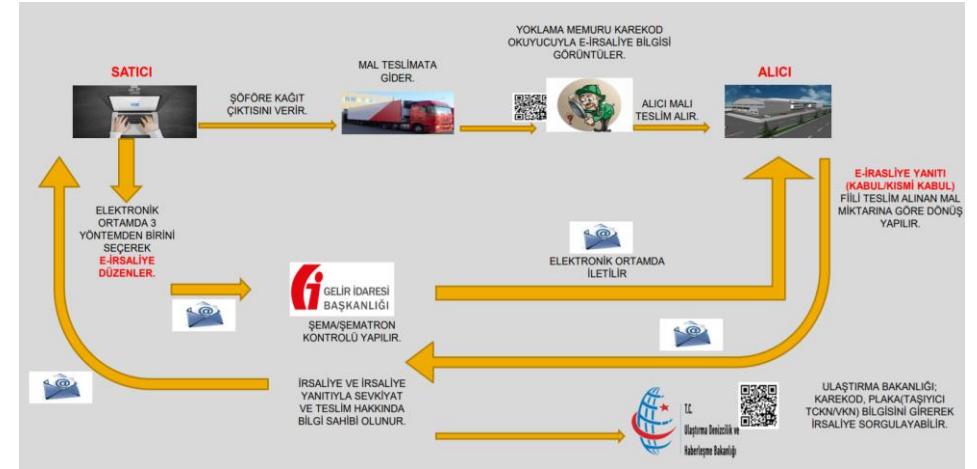 YOKLAMA MEMURU KAREKOD
OKUYUCUYLA E-İRSALİYE BİLGİSİ
GÖRÜNTÜLER.
SATICI
MAL TESLİMATA
GİDER.
ALICI
ŞÖFÖRE KAĞIT
ÇIKTISINI VERİR.
ALICI MALI
TESLİM ALIR.
ELEKTRONİK
ORTAMDA 3
YÖNTEMDEN BİRİNİ
SEÇEREK
E-İRSALİYE
DÜZENLER.
E-İRASLİYE YANITI
(KABUL/KISMİ KABUL)
FİİLİ TESLİM ALINAN MAL
MİKTARINA GÖRE DÖNÜŞ
YAPILIR.
ELEKTRONİK ORTAMDA
İLETİLİR
GELİR İDARESİ
BAŞKANLIĞI
ŞEMA/ŞEMATRON
KONTROLÜ YAPILIR.
İRSALİYE VE İRSALİYE
YANITIYLA SEVKİYAT
VE TESLİM HAKKINDA
BİLGİ SAHİBİ OLUNUR.
T.C.
Ulaştırma Denizcilik ve
Haberleşme Bakanlığı
ULAŞTIRMA BAKANLIĞI;
KAREKOD, PLAKA(TAŞIYICI
TCKN/VKN) BİLGİSİNİ GİREREK
İRSALİYE SORGULAYABİLİR.